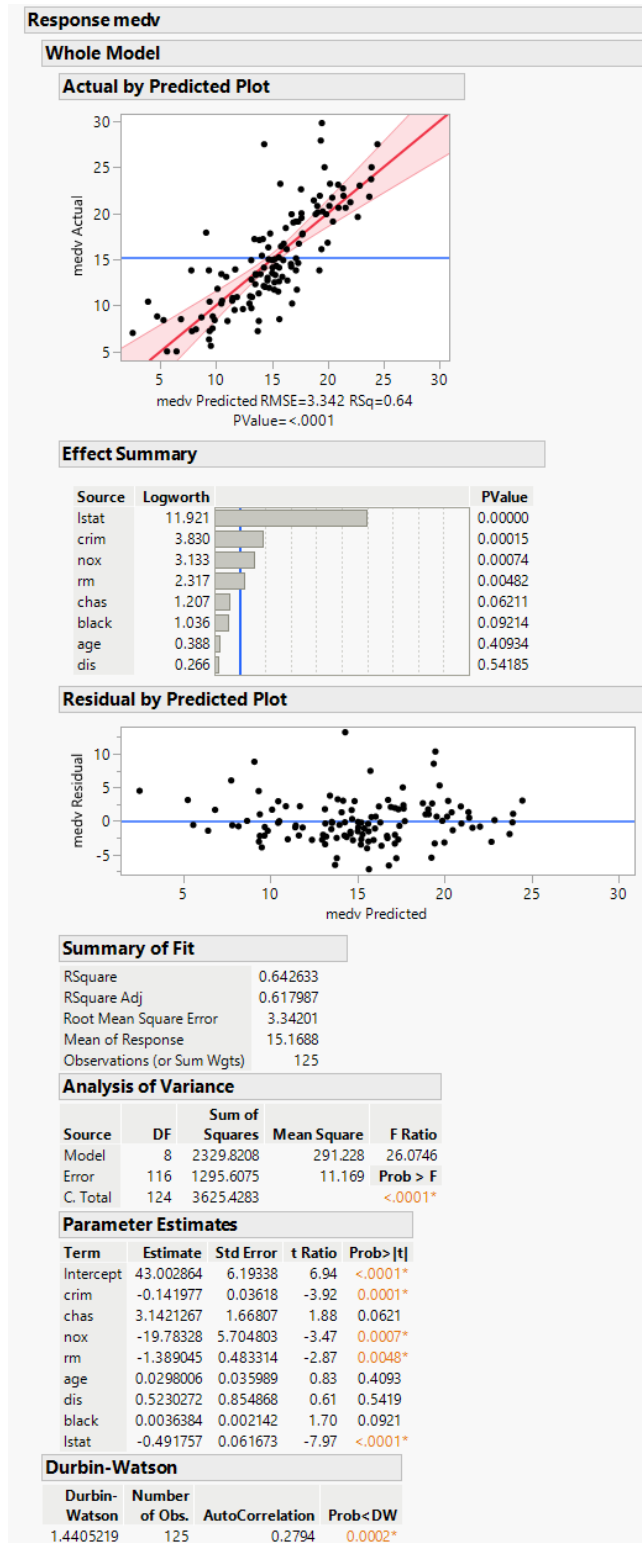 Response medv
Whole Model
Actual by Predicted Plot
30
25
20
15
10
5
medv Actual
5 10 15 20 25 30
medv Predicted RMSE=3.342 RSq=0.64
PValue=<.0001
Effect Summary
Source Logworth PValue
lstat 11.921 0.00000
crim 3.830 0.00015
nox 3.133 0.00074
rm 2.317 0.00482
chas 1.207 0.06211
black 1.036 0.09214
age 0.388 0.40934
dis 0.266 0.54185
Residual by Predicted Plot
10
5
0
-5
medv Residual
5 10 15 20 25 30
medv Predicted
Summary of Fit
RSquare 0.642633
RSquare Adj 0.617987
Root Mean Square Error 3.34201
Mean of Response 15.1688
Observations (or Sum Wgts) 125
Analysis of Variance
Sum of
Source DF Squares Mean Square F Ratio
Model 8 2329.8208 291.228 26.0746
Error 116 1295.6075 11.169 Prob > F
C. Total 124 3625.4283 <.0001*
Parameter Estimates
Term Estimate Std Error t Ratio Prob>|t|
Intercept 43.002864 6.19338 6.94 <.0001*
crim -0.141977 0.03618 -3.92 0.0001*
chas 3.1421267 1.66807 1.88 0.0621
nox -19.78328 5.704803 -3.47 0.0007*
rm -1.389045 0.483314 -2.87 0.0048*
age 0.0298006 0.035989 0.83 0.4093
dis 0.5230272 0.854868 0.61 0.5419
black 0.0036384 0.002142 1.70 0.0921
lstat -0.491757 0.061673 -7.97 <.0001*
Durbin-Watson
Durbin- Number
Watson of Obs. AutoCorrelation Prob<DW
1.4405219 125 0.2794 0.0002*